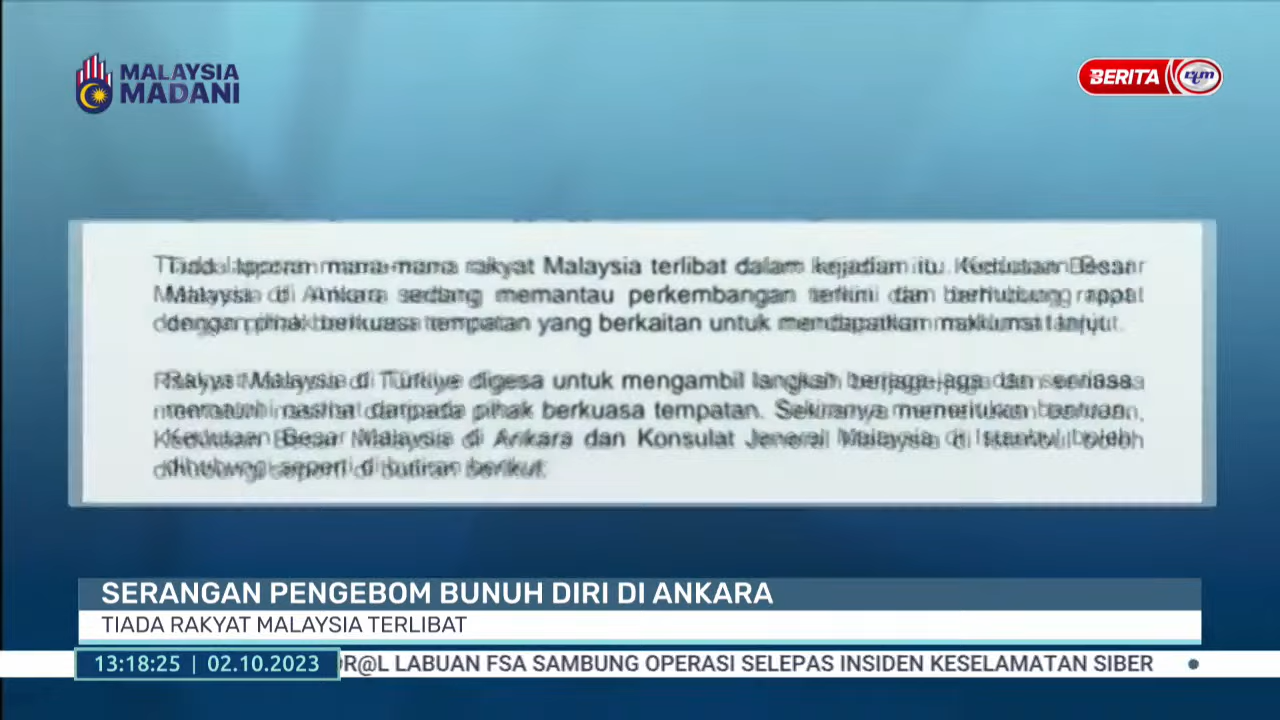 MALAYSIA
MADANI
BERITA rtm
Tiada laporan mana-mana rakyat Malaysia terlibat dalam kejadian itu. Kedutaan Besar
Malaysia di Ankara sedang memantau perkembangan terkini dan berhubung rapat
dengan pihak berkuasa tempatan yang berkaitan untuk mendapatkan maklumat lanjut.
Rakyat Malaysia di Türkiye digesa untuk mengambil langkah berjaga-jaga dan sentiasa
mematuhi nasihat daripada pihak berkuasa tempatan. Sekiranya memerlukan bantuan,
Kedutaan Besar Malaysia di Ankara dan Konsulat Jeneral Malaysia di Istanbul boleh
dihubungi seperti di butiran berikut.
SERANGAN PENGEBOM BUNUH DIRI DI ANKARA
TIADA RAKYAT MALAYSIA TERLIBAT
13:18:25 | 02.10.2023 OR@L LABUAN FSA SAMBUNG OPERASI SELEPAS INSIDEN KESELAMATAN SIBER •